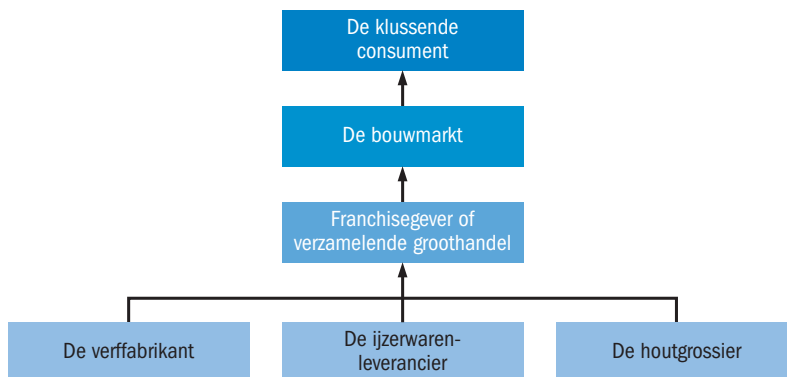 De klussende
consument
De bouwmarkt
Franchisegever of
verzamelende groothandel
De verffabrikant
De ijzerwaren-
leverancier
De houtgrossier